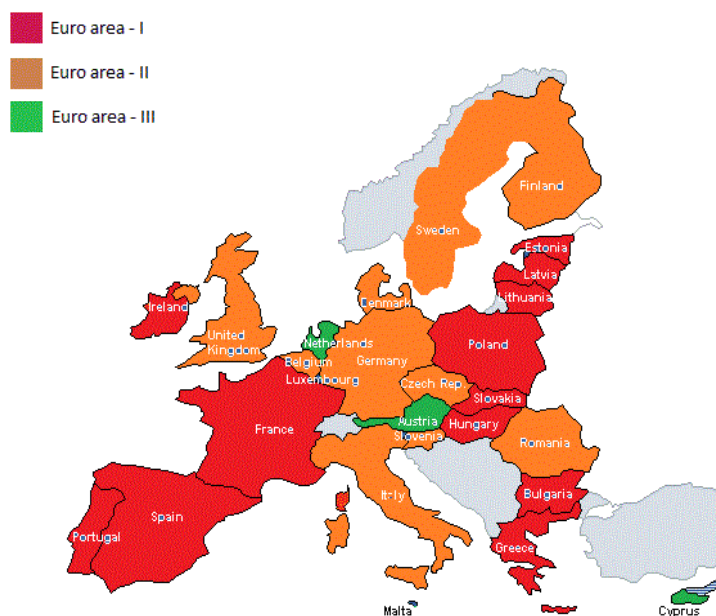 Euro area - I
Euro area - II
Euro area - III
Finland
Sweden
Estonia
Latvia
Lithuania
Ireland
Denmark
United
Kingdom
Netherlands
Poland
Belgium
Germany
Luxembourg
Czech Rep.
Slovakia
Austria
France
Hungary
Slovenia
Romania
Itrly
Spain
Bulgaria
Portugal
Greece
Malta
Cyprus